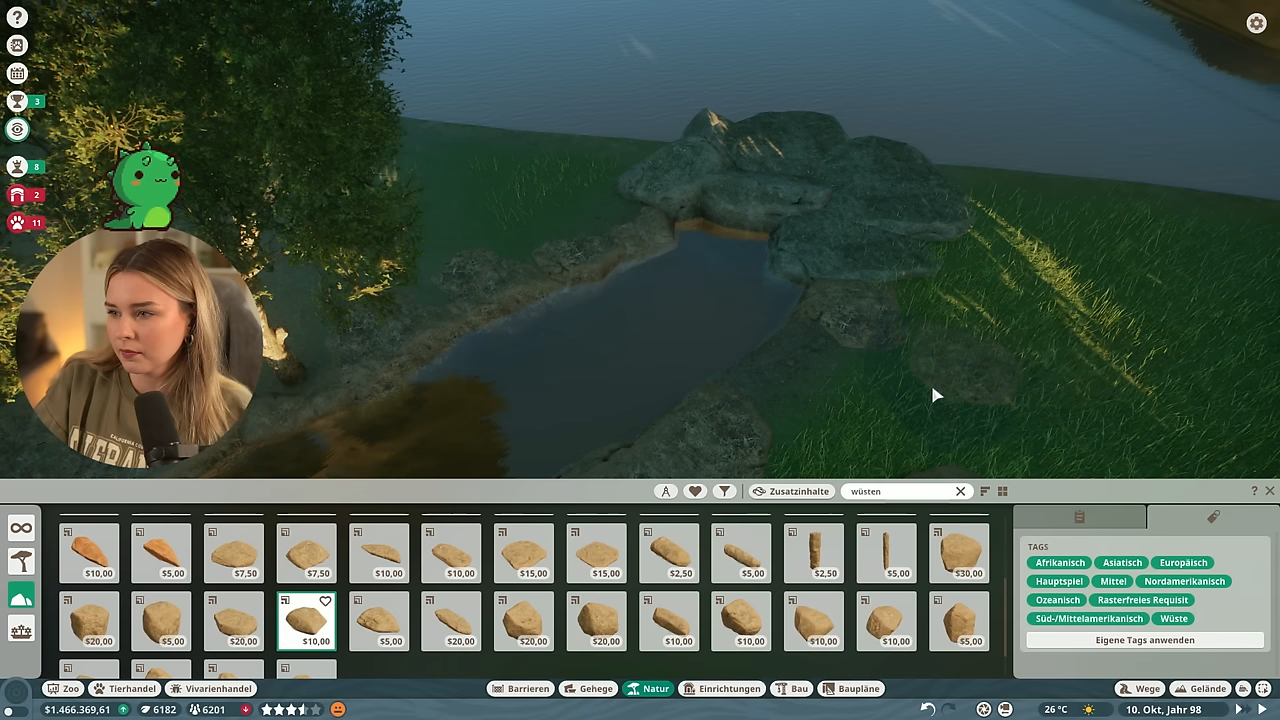 ?
3
8
2
11
CALIFORNIA
Zusatzinhalte
wüsten
?
$10,00
$5,00
$7,50
$7,50
$10,00
$10,00
$15,00
$15,00
$2,50
$5,00
$2,50
$5,00
$30,00
$20,00
$5,00
$20,00
$10,00
$5,00
$20,00
$20,00
$20,00
$10,00
$10,00
$10,00
$10,00
$5,00
TAGS
Afrikanisch Asiatisch Europäisch
Hauptspiel Mittel Nordamerikanisch
Ozeanisch Rasterfreies Requisit
Süd-/Mittelamerikanisch Wüste
Eigene Tags anwenden
Zoo Tierhandel Vivarienhandel Barrieren Gehege Natur Einrichtungen Bau Baupläne Wege Gelände
$1.466.369,61 6182 6201 26 °C 10. Okt, Jahr 98